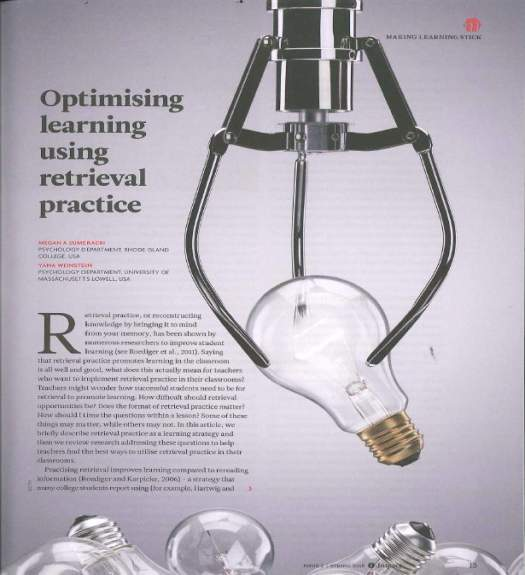 MAKING LEARNING STICK
Optimising
learning
using
retrieval
practice
MEGAN A SUMERACKI
PSYCHOLOGY DEPARTMENT, RHODE ISLAND
COLLEGE, USA
YANA WEINSTEIN
PSYCHOLOGY DEPARTMENT, UNIVERSITY OF
MASSACHUSETTS LOWELL, USA
Retrieval practice, or reconstructing
knowledge by bringing it to mind
from your memory, has been shown by
numerous researchers to improve student
learning (see Roediger et al., 2011). Saying
that retrieval practice promotes learning in the classroom
is all well and good, what does this actually mean for teachers
who want to implement retrieval practice in their classrooms?
Teachers might wonder how successful students need to be for
retrieval to promote learning. How difficult should retrieval
opportunities be? Does the format of retrieval practice matter?
How should I time the questions within a lesson? Some of these
things may matter, while others may not. In this article, we
briefly describe retrieval practice as a learning strategy and
then we review research addressing these questions to help
teachers find the best ways to utilise retrieval practice in their
classrooms.
Practising retrieval improves learning compared to rereading
information (Roediger and Karpicke, 2006) – a strategy that
many college students report using (for example, Hartwig and
13